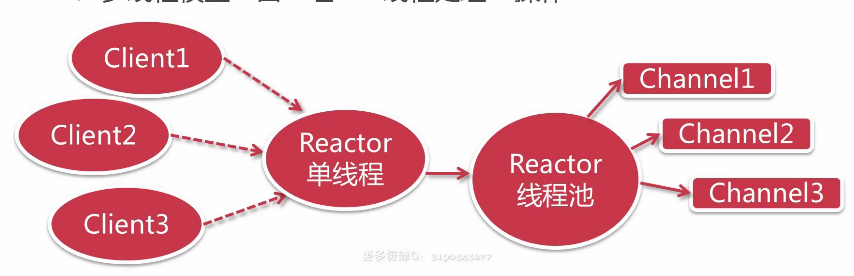 Client1
Client2
Client3
Reactor
单线程
Reactor
线程池
Channel1
Channel2
Channel3